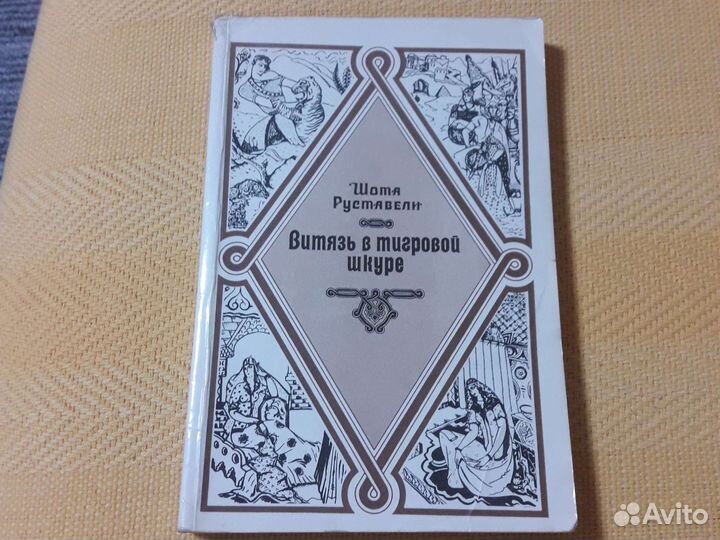 Шота
Руставели
Витязь в тигровой
шкуре
Avito